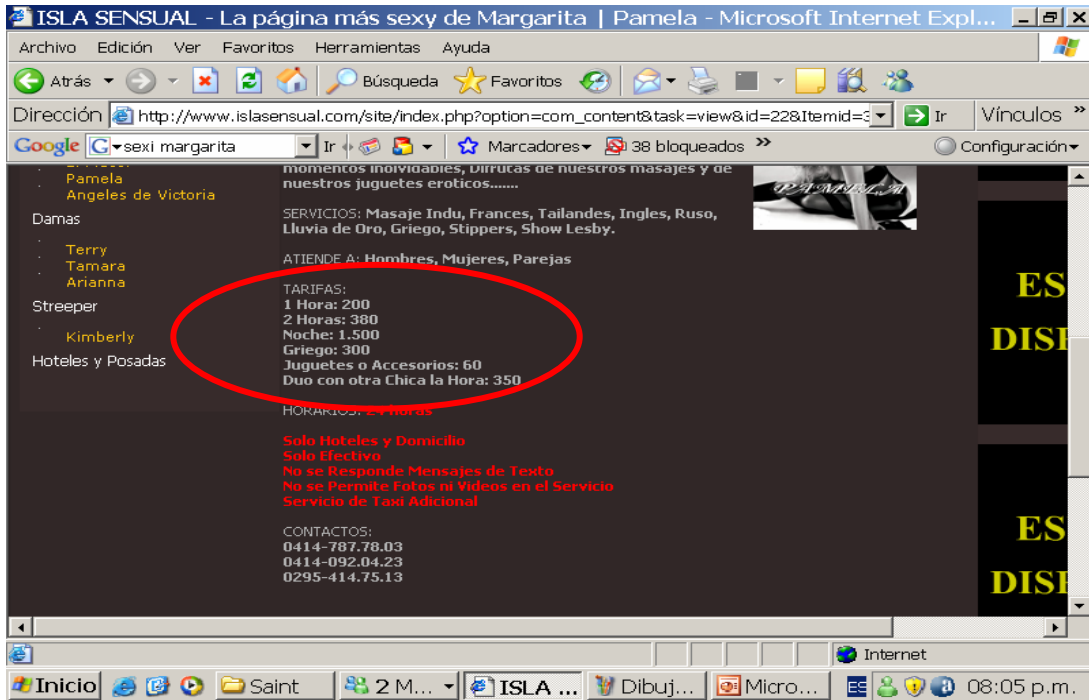 ISLA SENSUAL - La página más sexy de Margarita | Pamela - Microsoft Internet Expl...
Archivo Edición Ver Favoritos Herramientas Ayuda
Atrás Búsqueda Favoritos
Dirección http://www.islasensual.com/site/index.php?option=com_content&task=view&id=22&Itemid=3 Ir Vínculos »
Google G sexi margarita Ir Marcadores 38 bloqueados » Configuración
Pamela
Angeles de Victoria
Damas
Terry
Tamara
Arianna
Streeper
Kimberly
Hoteles y Posadas
momentos inolvidables, Difrutas de nuestros masajes y de
nuestros juguetes eroticos.......
SERVICIOS: Masaje Indu, Frances, Tailandes, Ingles, Ruso,
Lluvia de Oro, Griego, Stippers, Show Lesby.
ATIENDE A: Hombres, Mujeres, Parejas
TARIFAS:
1 Hora: 200
2 Horas: 380
Noche: 1.500
Griego: 300
Juguetes o Accesorios: 60
Duo con otra Chica la Hora: 350
HORARIOS: 24 horas
Solo Hoteles y Domicilio
Solo Efectivo
No se Responde Mensajes de Texto
No se Permite Fotos ni Videos en el Servicio
Servicio de Taxi Adicional
CONTACTOS:
0414-787.78.03
0414-092.04.23
0295-414.75.13
PAMELA
ES
DISE
ES
DISE
Internet
Inicio Saint 2 M... ISLA ... Dibuj... Micro... ES 08:05 p.m.